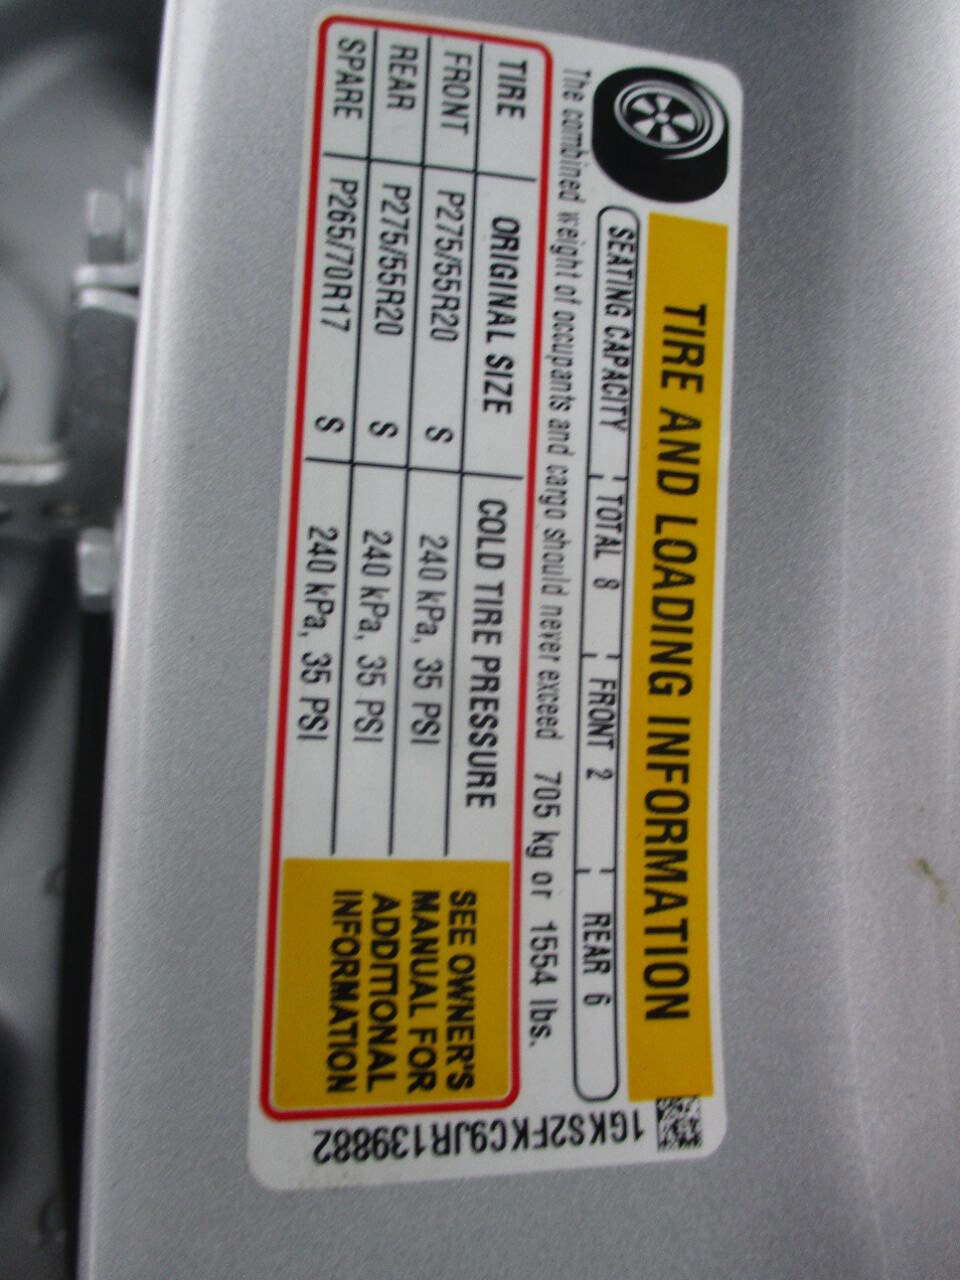 TIRE AND LOADING INFORMATION
SEATING CAPACITY TOTAL 8 FRONT 2 REAR 6
The combined weight of occupants and cargo should never exceed 705 kg or 1554 lbs.
TIRE ORIGINAL SIZE COLD TIRE PRESSURE
FRONT P275/55R20 S 240 kPa, 35 PSI
REAR P275/55R20 S 240 kPa, 35 PSI
SPARE P265/70R17 S 240 kPa, 35 PSI
SEE OWNER'S
MANUAL FOR
ADDITIONAL
INFORMATION
1GKS2FKC9JR139882